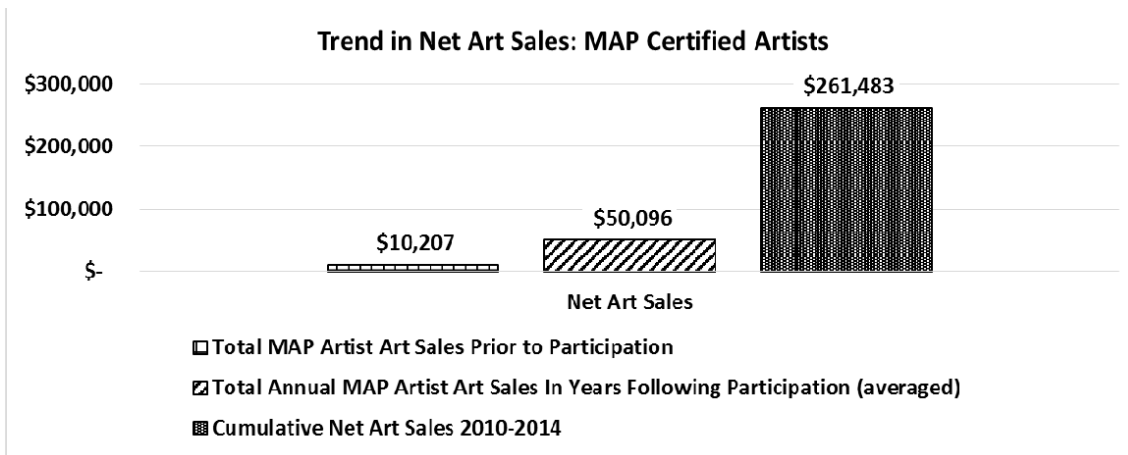 Trend in Net Art Sales: MAP Certified Artists
$300,000
$261,483
$200,000
$100,000
$50,096
$10,207
$-
Net Art Sales
Total MAP Artist Art Sales Prior to Participation
Total Annual MAP Artist Art Sales In Years Following Participation (averaged)
Cumulative Net Art Sales 2010-2014